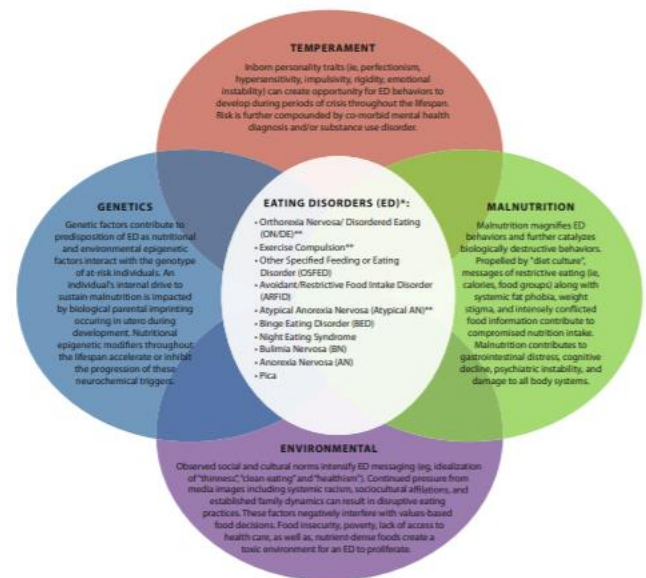 TEMPERAMENT
Inborn personality traits (ie, perfectionism,
hypersensitivity, impulsivity, rigidity, emotional
instability) can create opportunity for ED behaviors to
develop during periods of crisis throughout the lifespan.
Risk is further compounded by co-morbid mental health
diagnosis and/or substance use disorder.
GENETICS
Genetic factors contribute to
predisposition of ED as nutritional
and environmental epigenetic
factors interact with the genotype
of at-risk individuals. An
individual's internal drive to
sustain malnutrition is impacted
by biological parental imprinting
occuring in utero during
development. Nutritional
epigenetic modifiers throughout
the lifespan accelerate or inhibit
the progression of these
neurochemical triggers.
EATING DISORDERS (ED)*:
• Orthorexia Nervosa/ Disordered Eating
(ON/DE)**
• Exercise Compulsion**
• Other Specified Feeding or Eating
Disorder (OSFED)
• Avoidant/Restrictive Food Intake Disorder
(ARFID)
• Atypical Anorexia Nervosa (Atypical AN)**
• Binge Eating Disorder (BED)
• Night Eating Syndrome
• Bulimia Nervosa (BN)
• Anorexia Nervosa (AN)
• Pica
MALNUTRITION
Malnutrition magnifies ED
behaviors and further catalyzes
biologically destructive behaviors.
Propelled by "diet culture",
messages of restrictive eating (ie,
calories, food groups) along with
systemic fat phobia, weight
stigma, and intensely conflicted
food information contribute to
compromised nutrition intake.
Malnutrition contributes to
gastrointestinal distress, cognitive
decline, psychiatric instability, and
damage to all body systems.
ENVIRONMENTAL
Observed social and cultural norms intensify ED messaging (eg, idealization
of "thinness", "clean eating" and "healthism"). Continued pressure from
media images including systemic racism, sociocultural affiliations, and
established family dynamics can result in disruptive eating
practices. These factors negatively interfere with values-based
food decisions. Food insecurity, poverty, lack of access to
health care, as well as, nutrient-dense foods create a
toxic environment for an ED to proliferate.